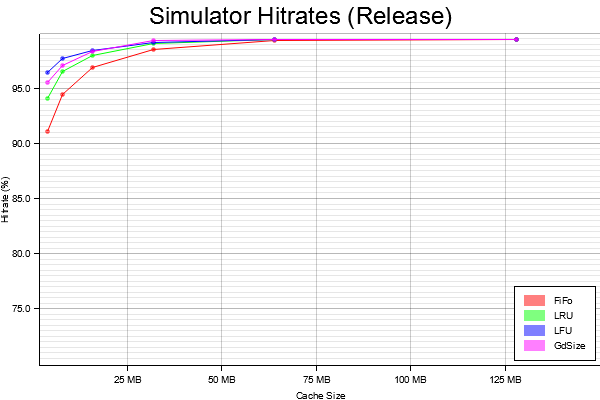 Simulator Hitrates (Release)
95.0
90.0
85.0
80.0
75.0
Hitrate (%)
FiFo
LRU
LFU
GdSize
25 MB
50 MB
75 MB
100 MB
125 MB
Cache Size